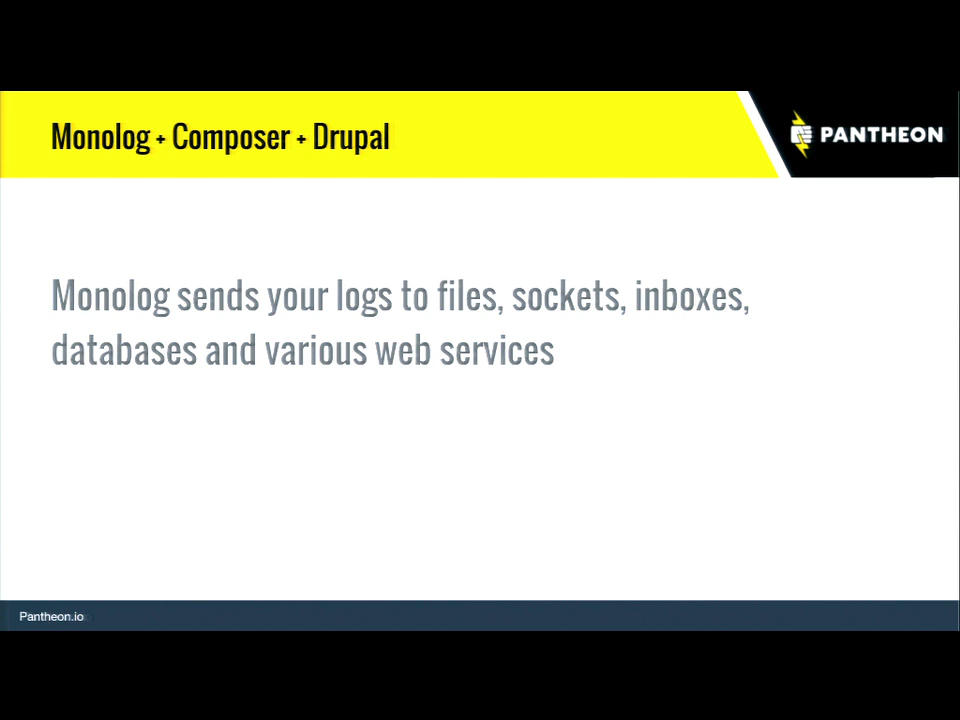 Monolog + Composer + Drupal
PANTHEON
Monolog sends your logs to files, sockets, inboxes,
databases and various web services
Pantheon.io